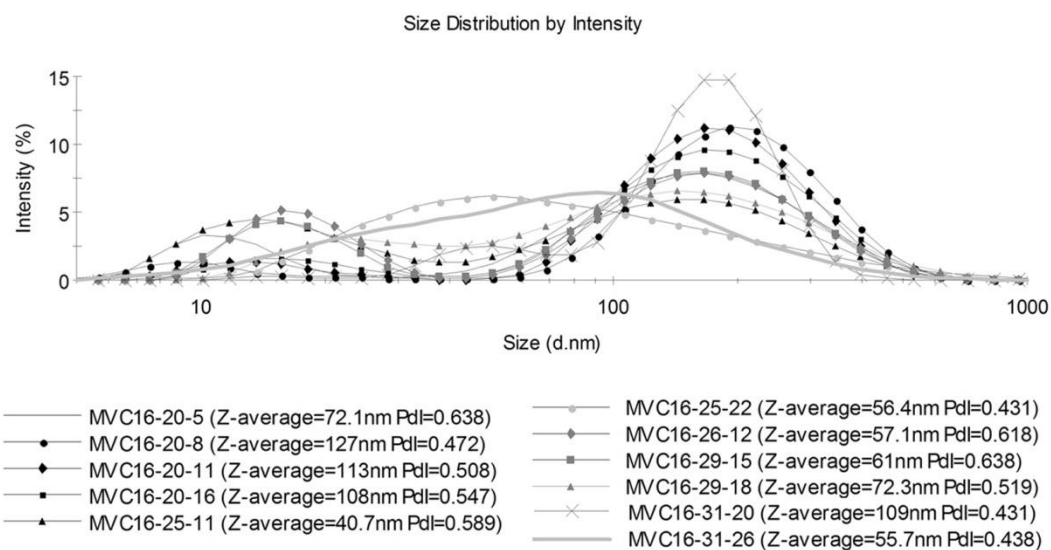 Size Distribution by Intensity
15
10
5
0
Intensity (%)
10
100
1000
Size (d.nm)
MVC16-20-5 (Z-average=72.1nm PdI=0.638)
MVC16-20-8 (Z-average=127nm PdI=0.472)
MVC16-20-11 (Z-average=113nm PdI=0.508)
MVC16-20-16 (Z-average=108nm PdI=0.547)
MVC16-25-11 (Z-average=40.7nm PdI=0.589)
MVC16-25-22 (Z-average=56.4nm PdI=0.431)
MVC16-26-12 (Z-average=57.1nm PdI=0.618)
MVC16-29-15 (Z-average=61nm PdI=0.638)
MVC16-29-18 (Z-average=72.3nm PdI=0.519)
MVC16-31-20 (Z-average=109nm PdI=0.431)
MVC16-31-26 (Z-average=55.7nm PdI=0.438)